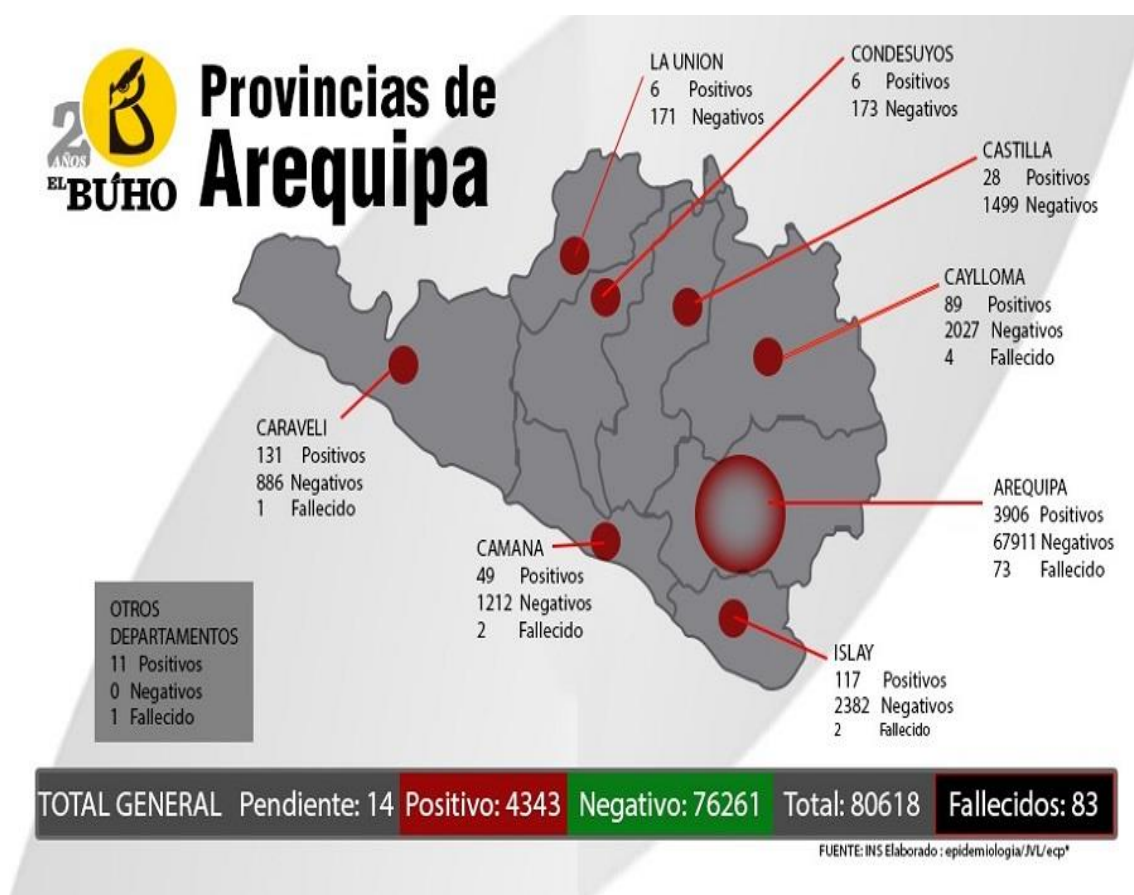 2
AÑOS
EL BÚHO
Provincias de
Arequipa
LA UNION
6 Positivos
171 Negativos
CONDESUYOS
6 Positivos
173 Negativos
CASTILLA
28 Positivos
1499 Negativos
CAYLLOMA
89 Positivos
2027 Negativos
4 Fallecido
CARAVELI
131 Positivos
886 Negativos
1 Fallecido
AREQUIPA
3906 Positivos
67911 Negativos
73 Fallecido
CAMANA
49 Positivos
1212 Negativos
2 Fallecido
OTROS
DEPARTAMENTOS
11 Positivos
0 Negativos
1 Fallecido
ISLAY
117 Positivos
2382 Negativos
2 Fallecido
TOTAL GENERAL Pendiente: 14 Positivo: 4343 Negativo: 76261 Total: 80618 Fallecidos: 83
FUENTE: INS Elaborado : epidemiologia/JVL/ecp*